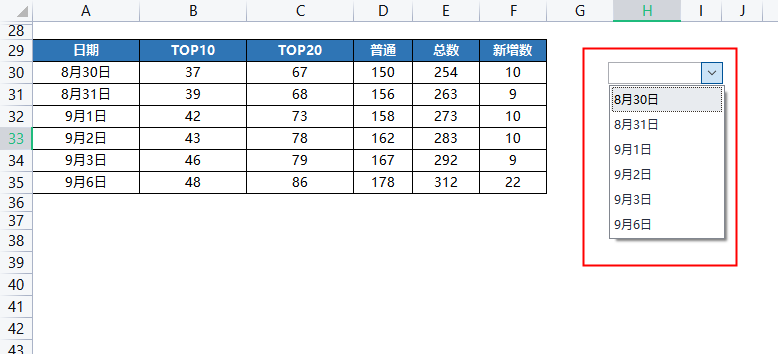 A B C D E F G H I J
28
29 日期 TOP10 TOP20 普通 总数 新增数
30 8月30日 37 67 150 254 10
31 8月31日 39 68 156 263 9
32 9月1日 42 73 158 273 10
33 9月2日 43 78 162 283 10
34 9月3日 46 79 167 292 9
35 9月6日 48 86 178 312 22
36
37
38
39
40
41
42
43
8月30日
8月31日
9月1日
9月2日
9月3日
9月6日